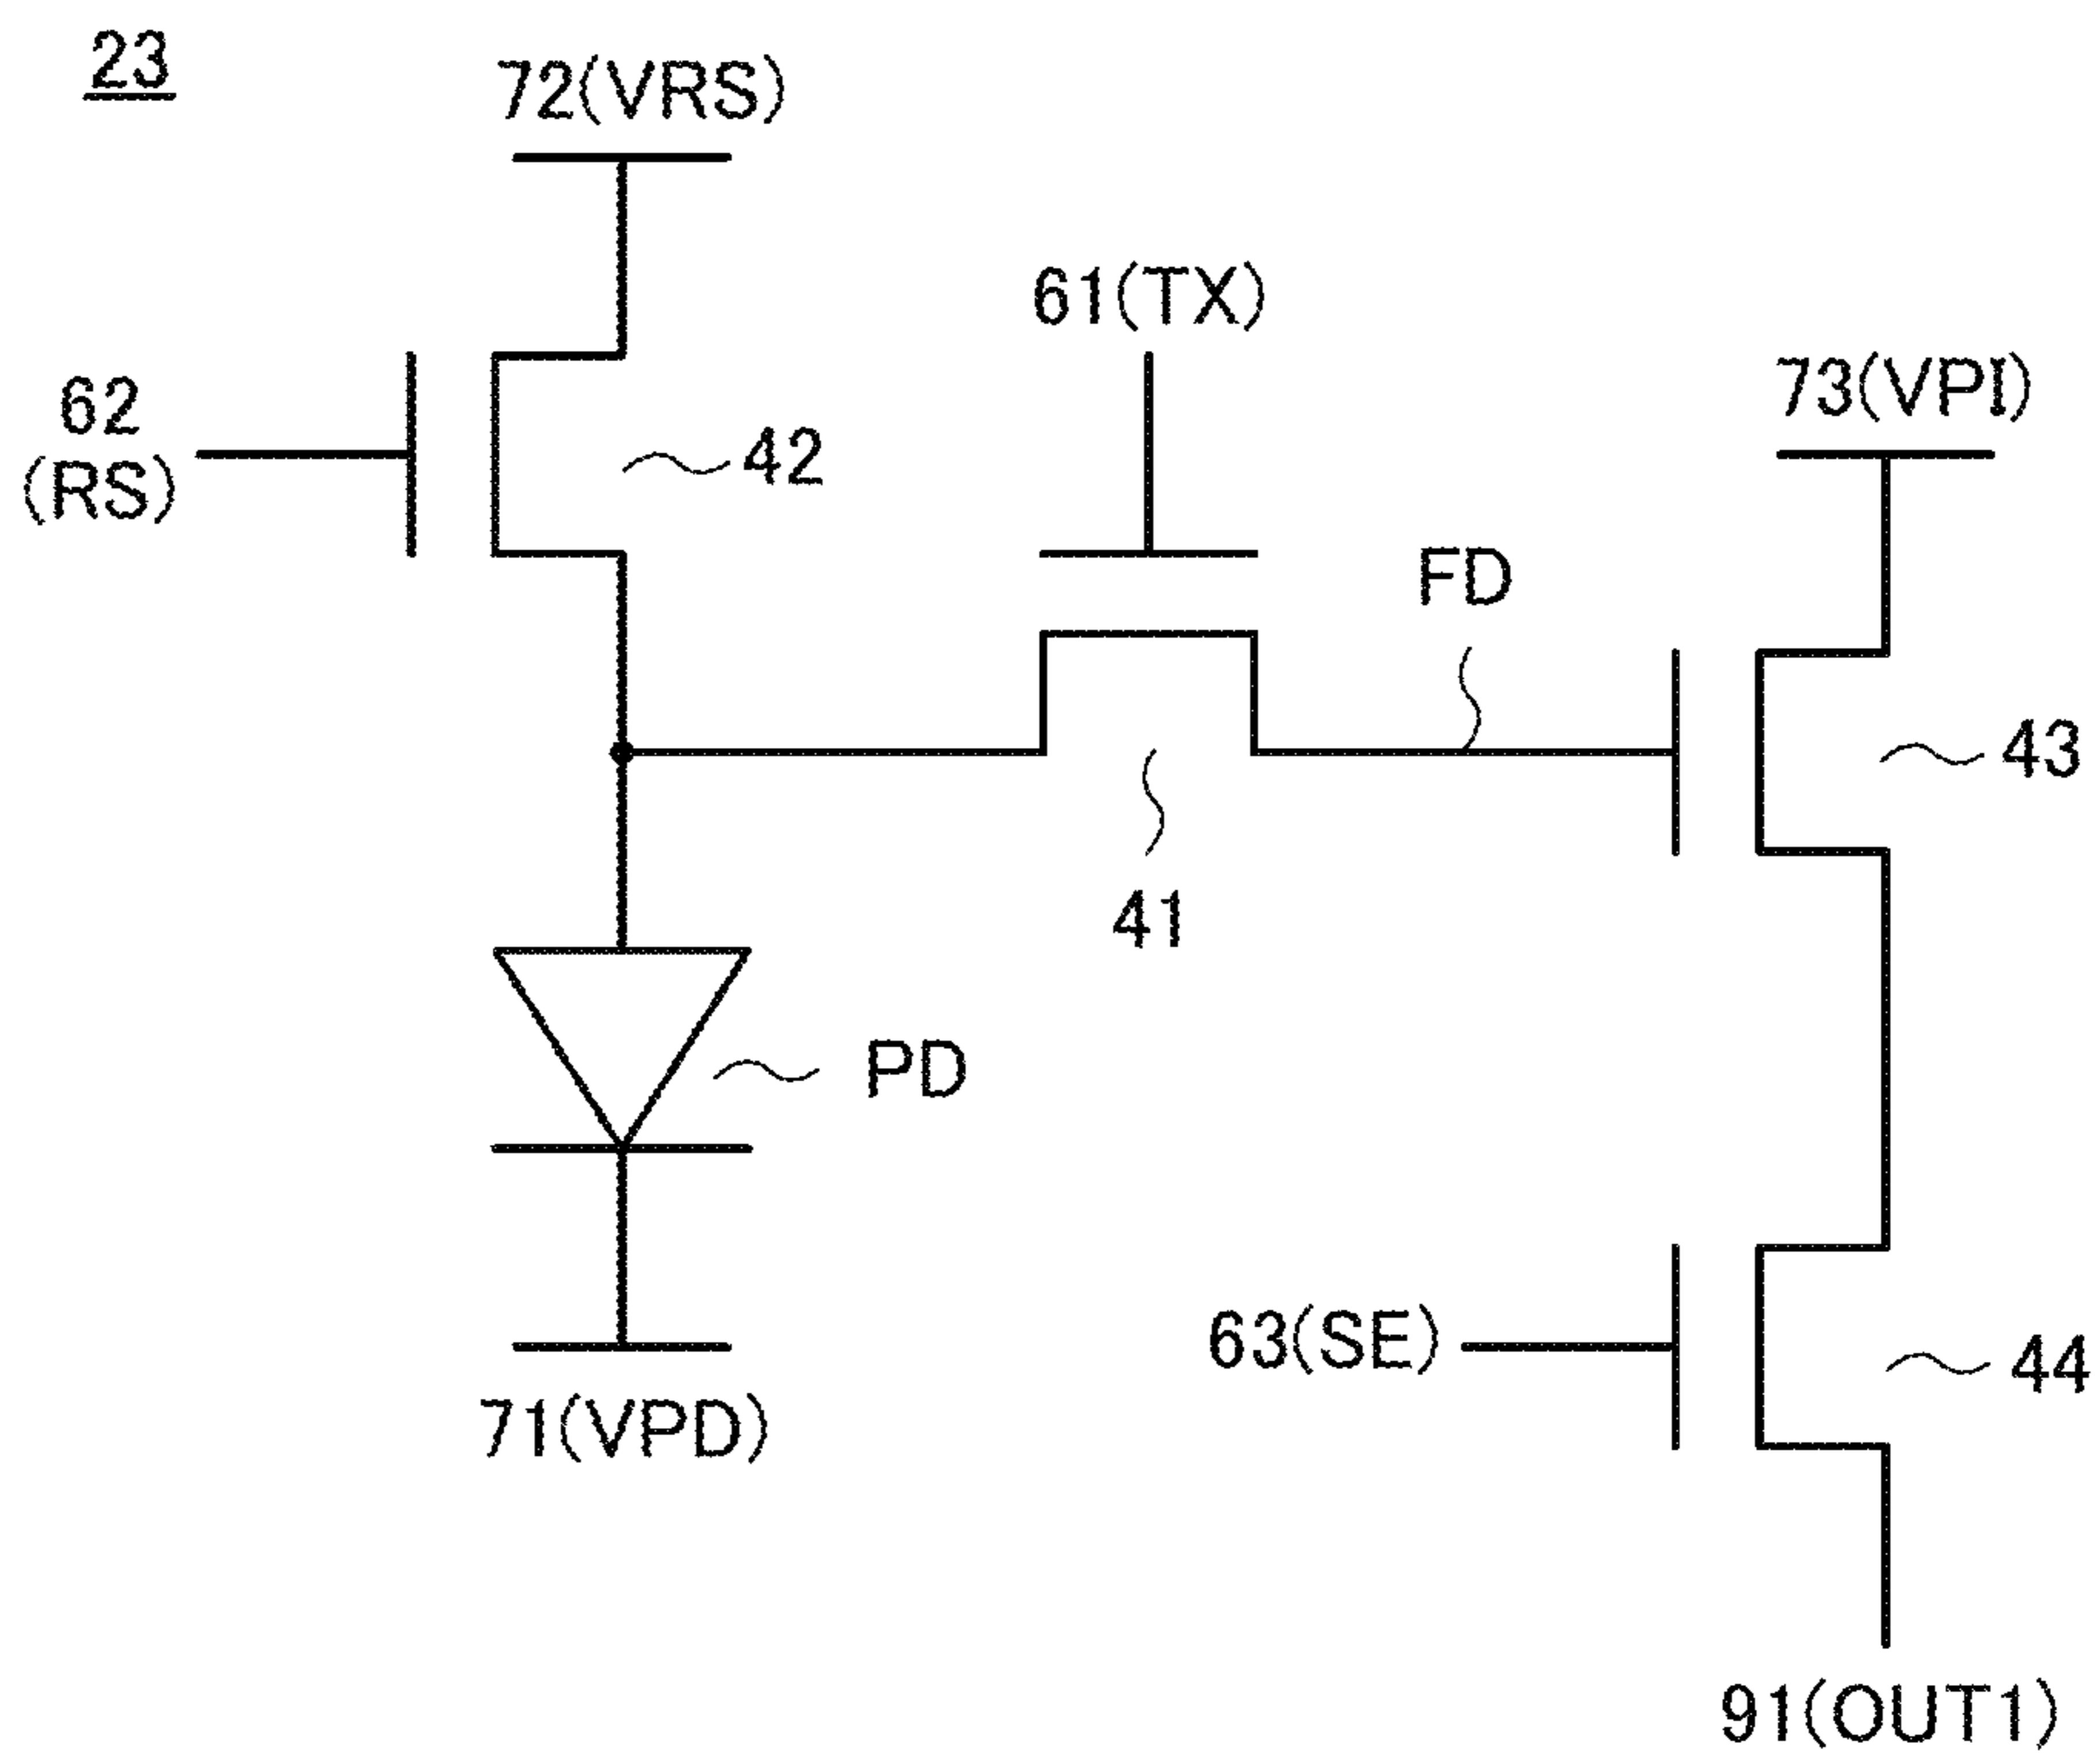 23
72(VRS)
61(TX)
73(VPI)
62
(RS)
42
FD
43
41
PD
63(SE)
44
71(VPD)
91(OUT1)